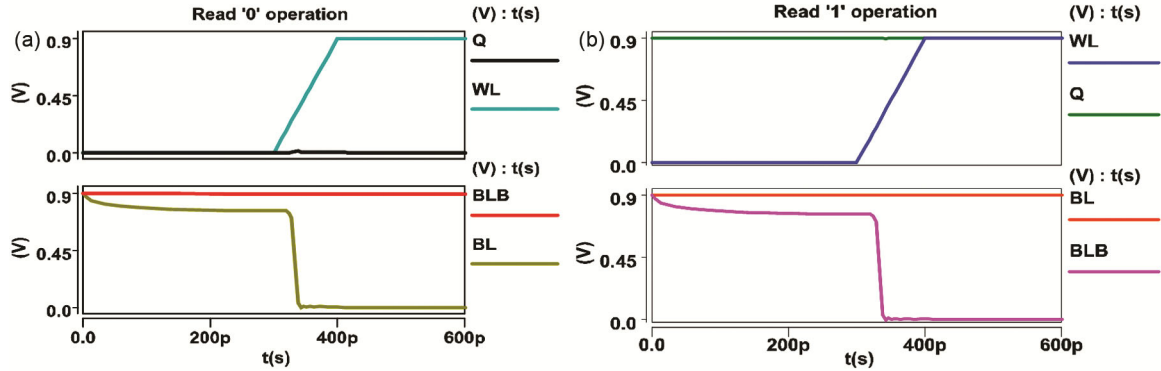 Read '0' operation
(V) : t(s)
(a)
0.9
0.45
0.0
(V)
Q
WL
(V) : t(s)
0.9
0.45
0.0
(V)
BLB
BL
0.0 200p 400p 600p
t(s)
Read '1' operation
(V) : t(s)
(b)
0.9
0.45
0.0
(V)
WL
Q
(V) : t(s)
0.9
0.45
0.0
(V)
BL
BLB
0.0 200p 400p 600p
t(s)